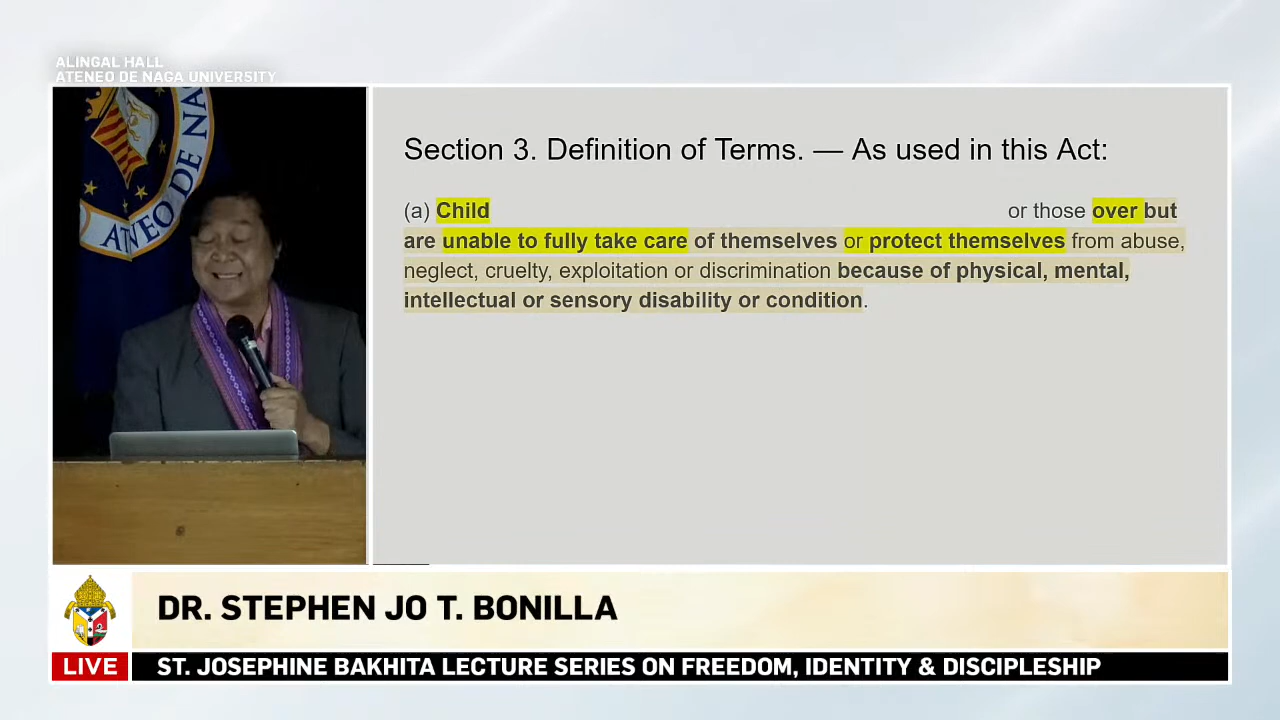 ALINGAL HALL
ATENEO DE NAGA UNIVERSITY
ATENEO DE NA
Section 3. Definition of Terms. — As used in this Act:
(a) Child or those over but
are unable to fully take care of themselves or protect themselves from abuse,
neglect, cruelty, exploitation or discrimination because of physical, mental,
intellectual or sensory disability or condition.
DR. STEPHEN JO T. BONILLA
LIVE
ST. JOSEPHINE BAKHITA LECTURE SERIES ON FREEDOM, IDENTITY & DISCIPLESHIP